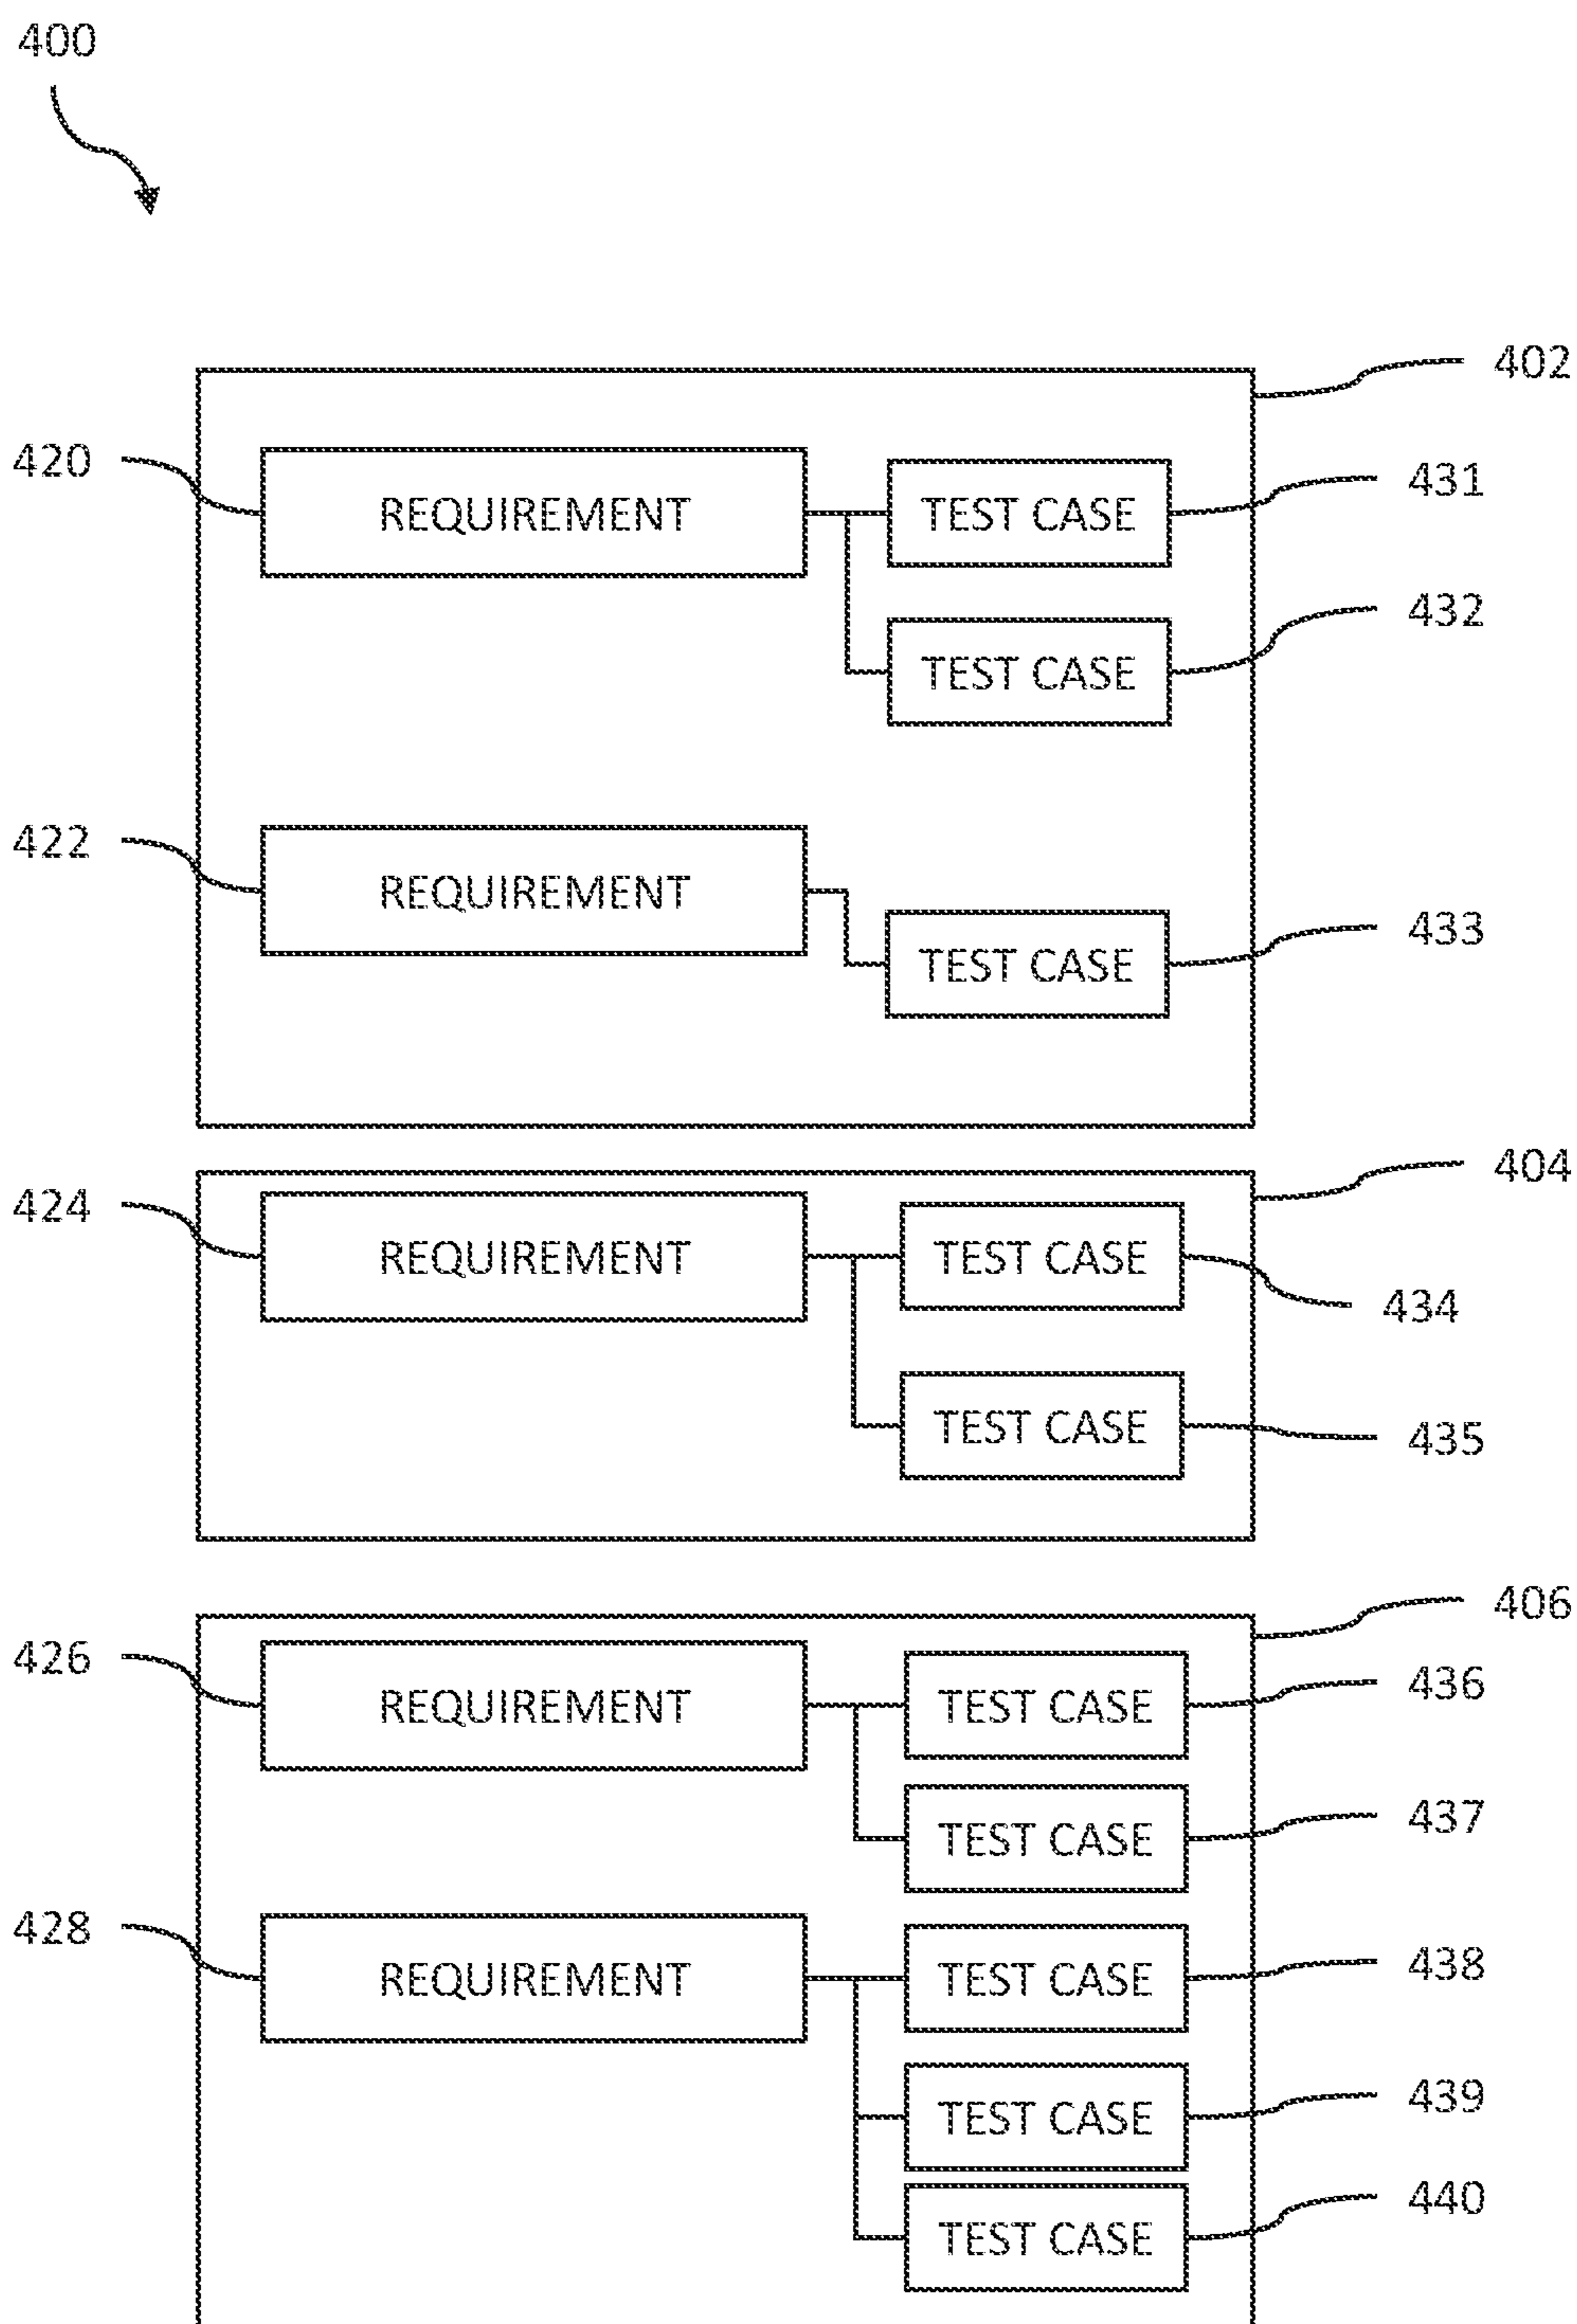 400
402
420
REQUIREMENT
TEST CASE
431
432
TEST CASE
422
REQUIREMENT
433
TEST CASE
404
424
REQUIREMENT
TEST CASE
434
TEST CASE
435
406
426
REQUIREMENT
TEST CASE
436
437
TEST CASE
428
REQUIREMENT
TEST CASE
438
439
TEST CASE
440
TEST CASE